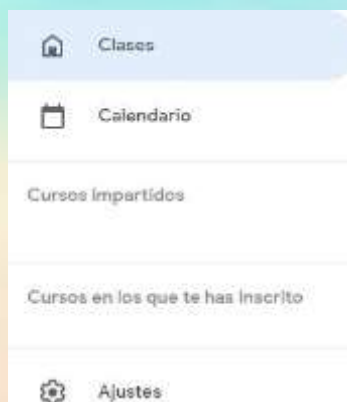 Clases
Calendario
Cursos impartidos
Cursos en los que te has inscrito
Ajustes